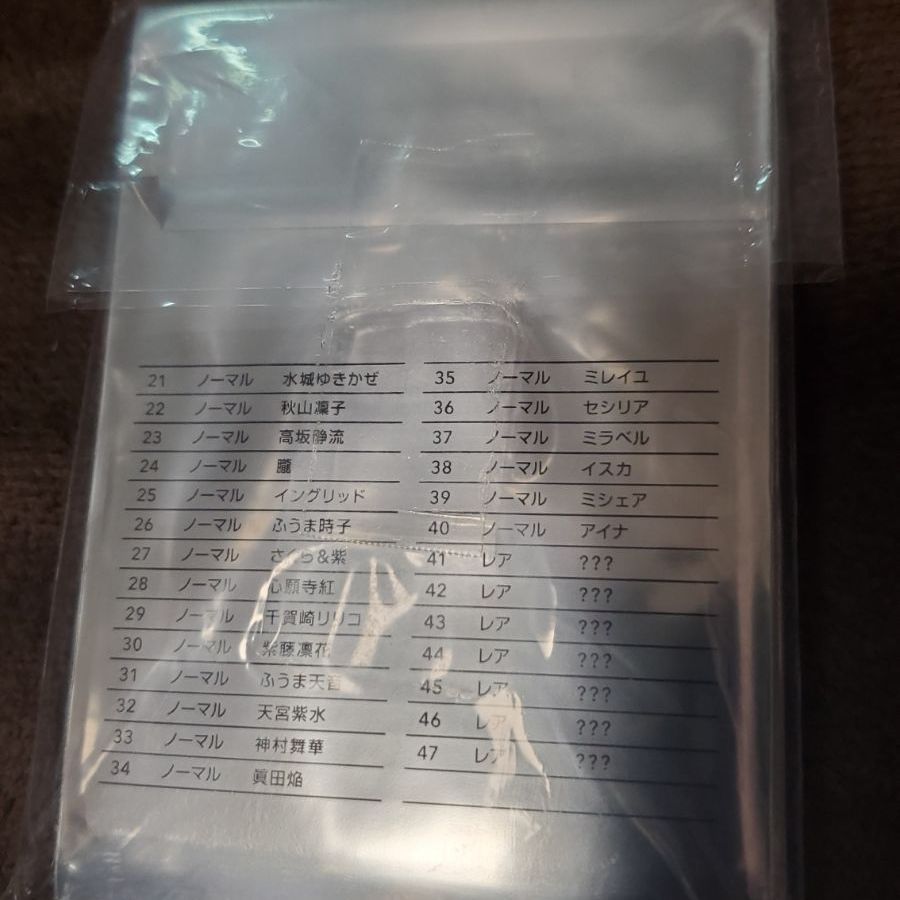 21 ノーマル 水城ゆきかぜ
22 ノーマル 秋山凜子
23 ノーマル 高坂静流
24 ノーマル 朧
25 ノーマル イングリッド
26 ノーマル ふうま時子
27 ノーマル さくら&紫
28 ノーマル 心願寺紅
29 ノーマル 千賀崎リリコ
30 ノーマル 紫藤凛花
31 ノーマル ふうま天音
32 ノーマル 天宮紫水
33 ノーマル 神村舞華
34 ノーマル 眞田焔
35 ノーマル ミレイユ
36 ノーマル セシリア
37 ノーマル ミラベル
38 ノーマル イスカ
39 ノーマル ミシェア
40 ノーマル アイナ
41 レア ???
42 レア ???
43 レア ???
44 レア ???
45 レア ???
46 レア ???
47 レア ???